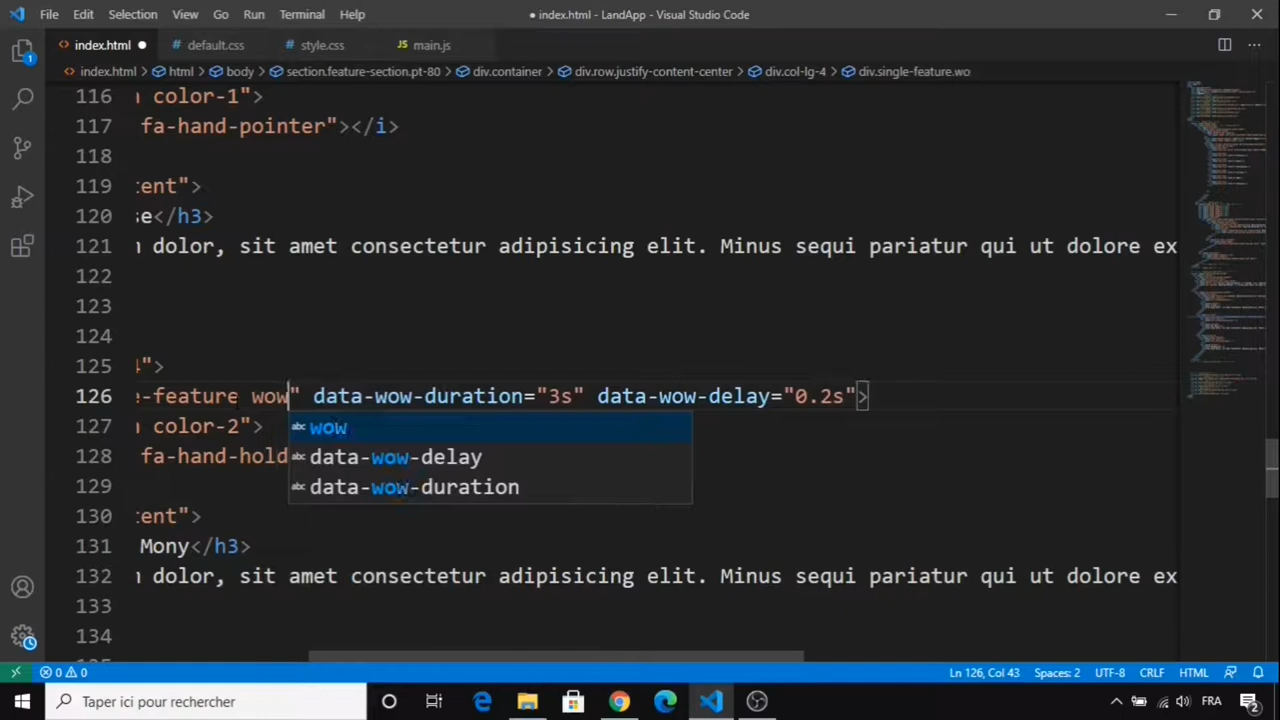 File Edit Selection View Go Run Terminal Help ● index.html - LandApp - Visual Studio Code
index.html ● default.css style.css JS main.js ...
index.html > html > body > section.feature-section.pt-80 > div.container > div.row.justify-content-center > div.col-lg-4 > div.single-feature.wo
116 color-1">
117 fa-hand-pointer"></i>
118
119 :ent">
120 :se</h3>
121 dolor, sit amet consectetur adipisicing elit. Minus sequi pariatur qui ut dolore ex
122
123
124
125 ">
126 e-feature wow" data-wow-duration="3s" data-wow-delay="0.2s">
wow
127 color-2">
data-wow-delay
128 fa-hand-hold
data-wow-duration
129
130 :ent">
131 Mony</h3>
132 dolor, sit amet consectetur adipisicing elit. Minus sequi pariatur qui ut dolore ex
133
134
1
0 0 Ln 126, Col 43 Spaces: 2 UTF-8 CRLF HTML
Taper ici pour rechercher FRA 2